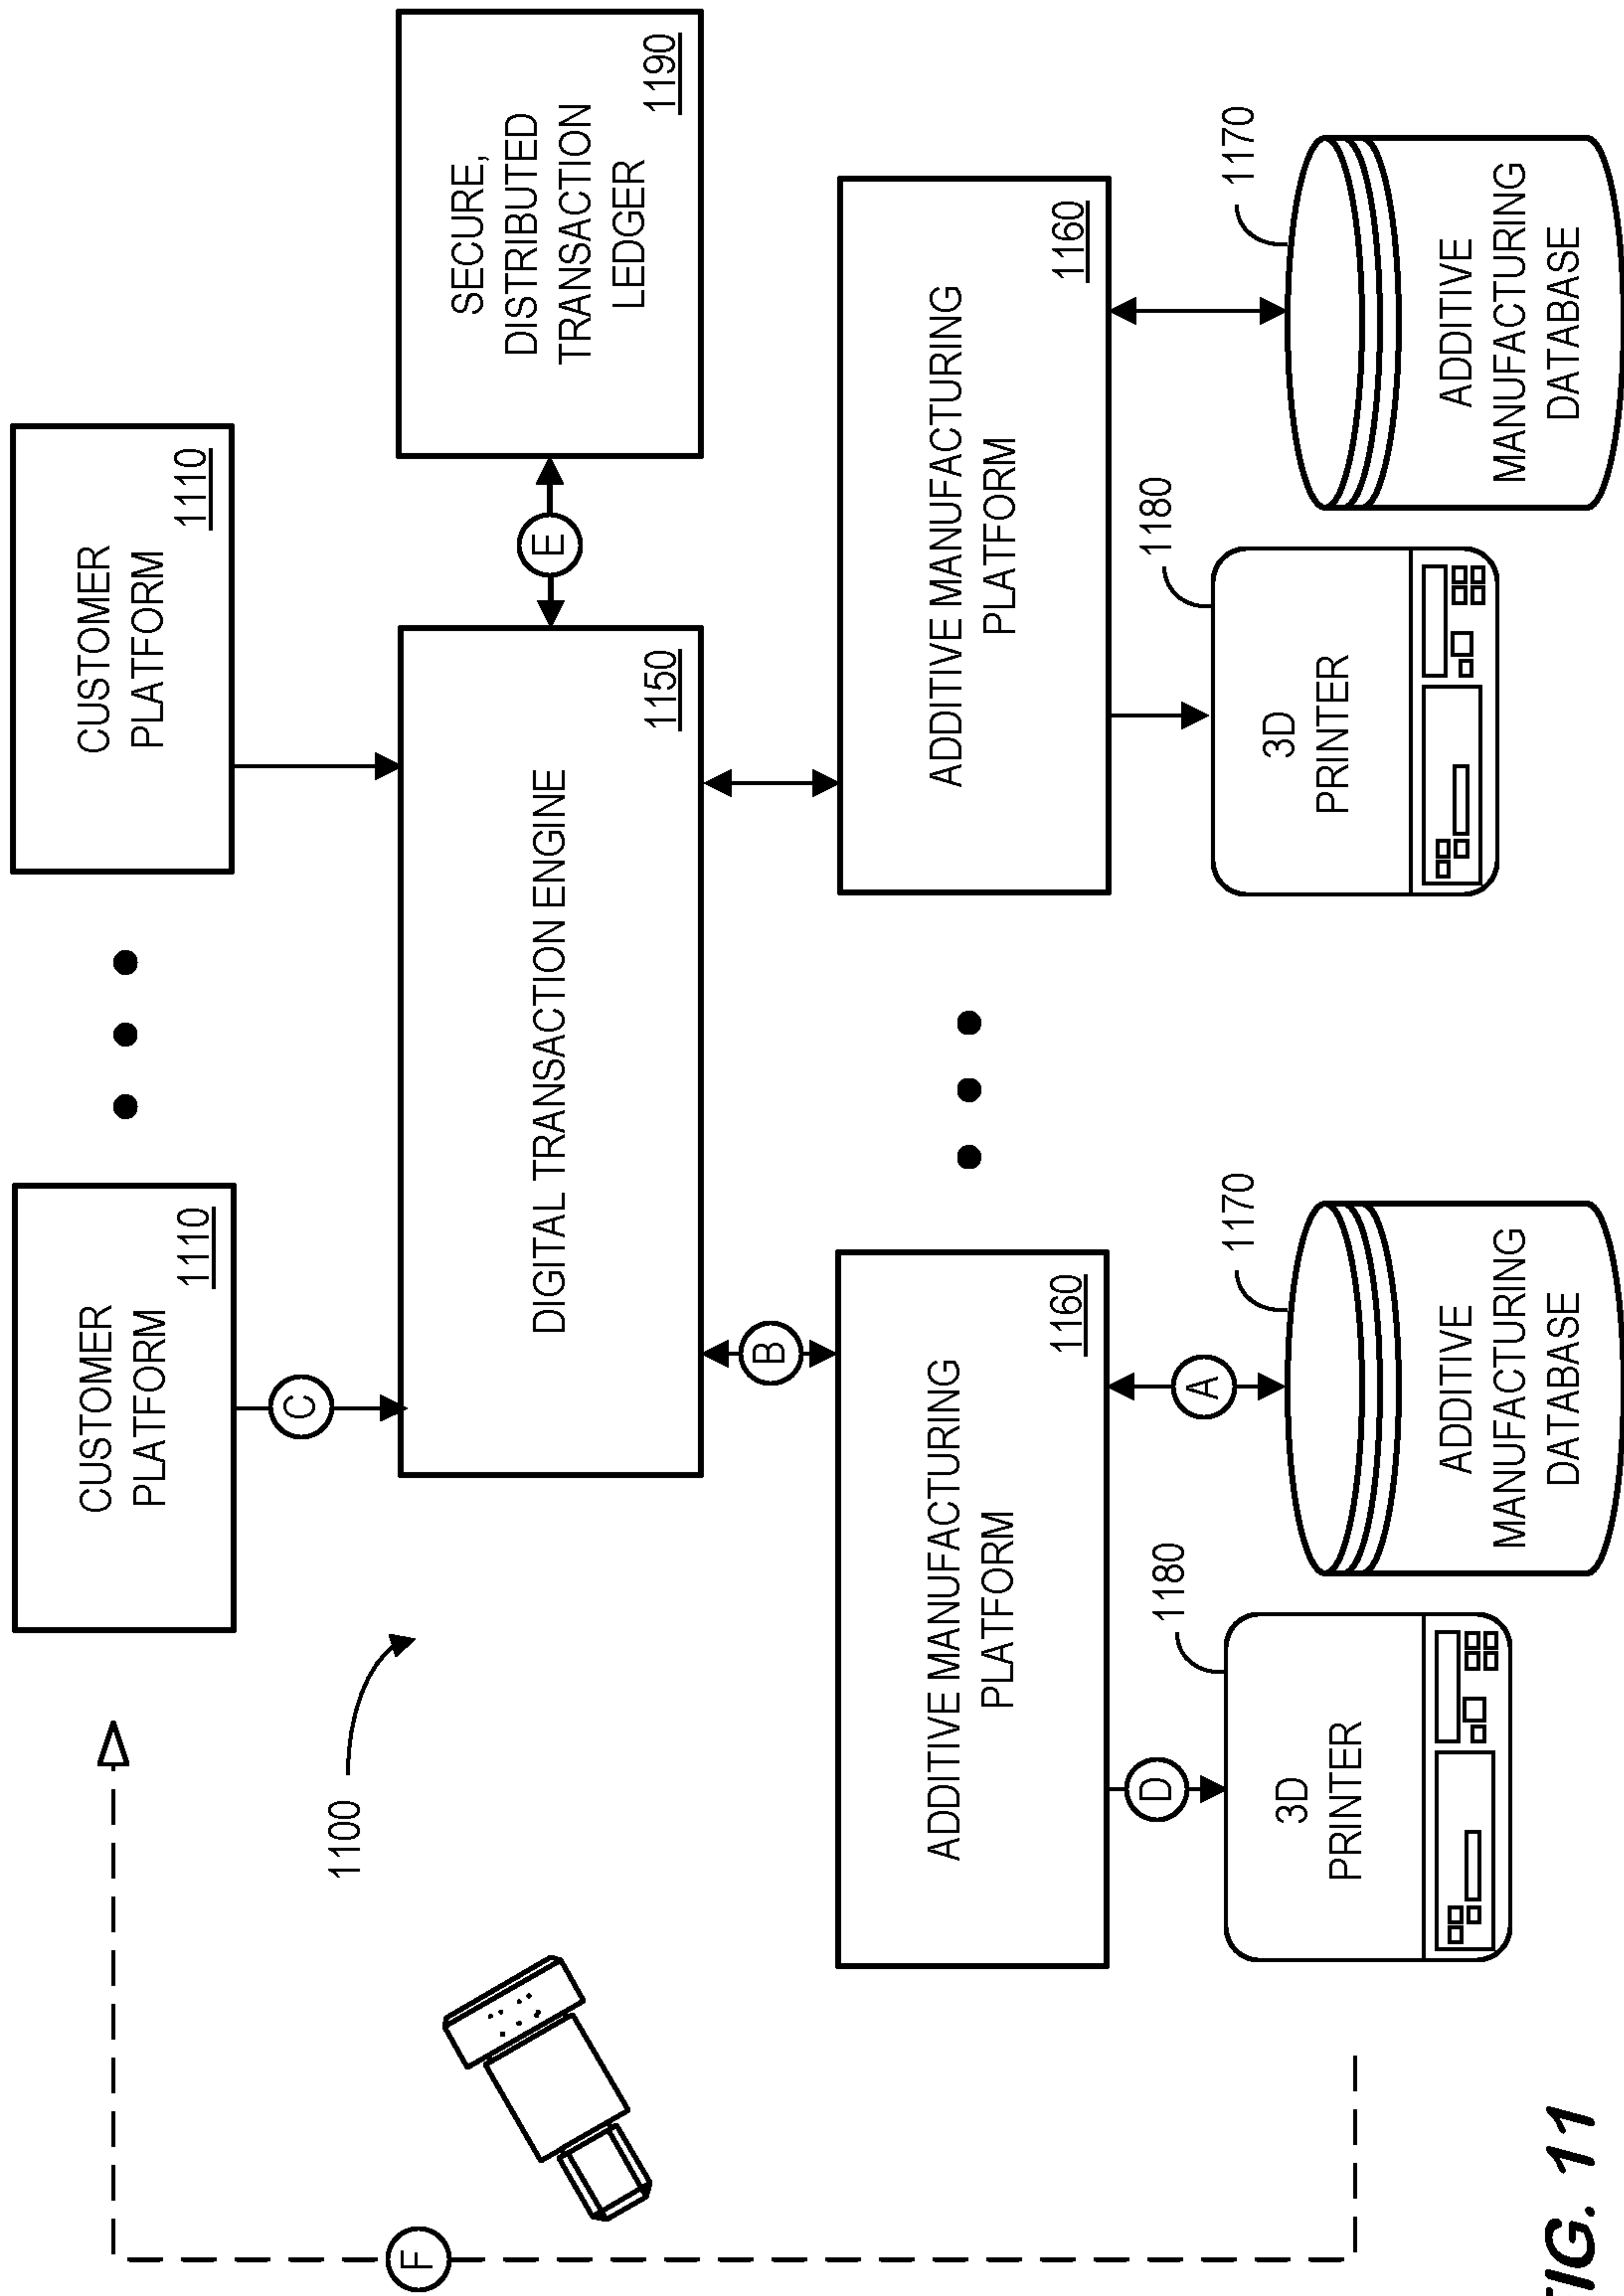 CUSTOMER
PLATFORM
1110
CUSTOMER
PLATFORM
1110
F
C
1100
DIGITAL TRANSACTION ENGINE
1150
E
SECURE,
DISTRIBUTED
TRANSACTION
LEDGER
1190
B
ADDITIVE MANUFACTURING
PLATFORM
1160
ADDITIVE MANUFACTURING
PLATFORM
1160
D
1180
3D
PRINTER
A
1170
ADDITIVE
MANUFACTURING
DATABASE
1180
3D
PRINTER
1170
ADDITIVE
MANUFACTURING
DATABASE
FIG. 11